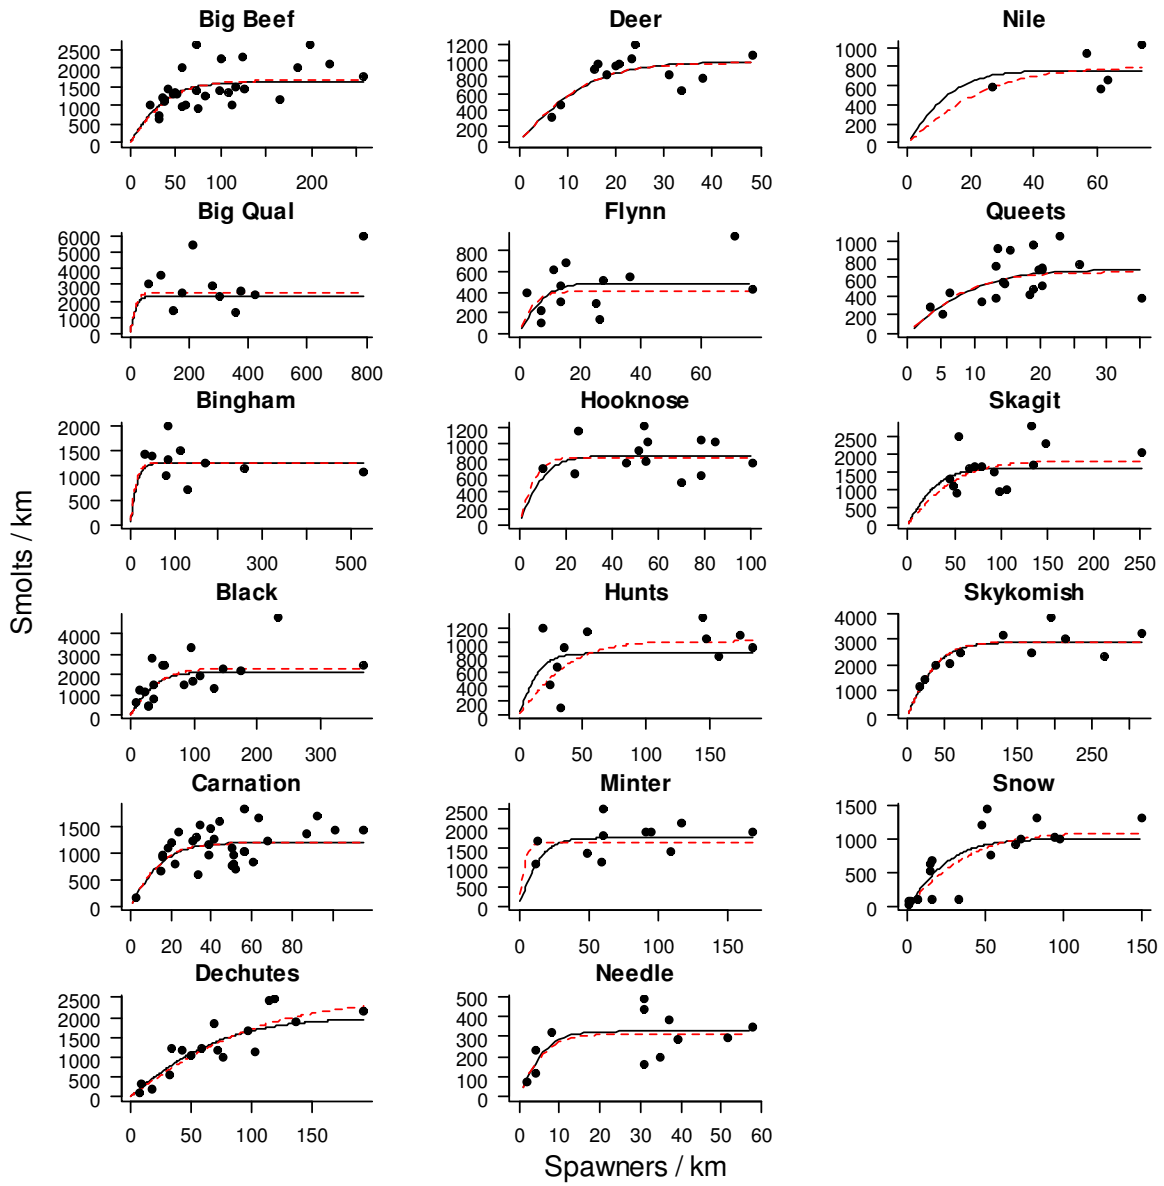 Big Beef
2500
2000
1500
1000
500
0
0 50 100 200
Deer
1200
1000
800
600
400
200
0
0 10 20 30 40 50
Nile
1000
800
600
400
200
0
0 20 40 60
Big Qual
6000
5000
4000
3000
2000
1000
0
0 200 400 600 800
Flynn
800
600
400
200
0
0 20 40 60
Queets
1000
800
600
400
200
0
0 5 10 20 30
Bingham
2000
1500
1000
500
0
0 100 200 300 500
Hooknose
1200
1000
800
600
400
200
0
0 20 40 60 80 100
Skagit
2500
2000
1500
1000
500
0
0 50 100 150 200 250
Black
4000
3000
2000
1000
0
0 100 200 300
Hunts
1200
1000
800
600
400
200
0
0 50 100 150
Skykomish
4000
3000
2000
1000
0
0 50 150 250
Carnation
1500
1000
500
0
0 20 40 60 80
Minter
2500
2000
1500
1000
500
0
0 50 100 150
Snow
1500
1000
500
0
0 50 100 150
Dechutes
2500
2000
1500
1000
500
0
0 50 100 150
Needle
500
400
300
200
100
0
0 10 20 30 40 50 60
Smolts / km
Spawners / km